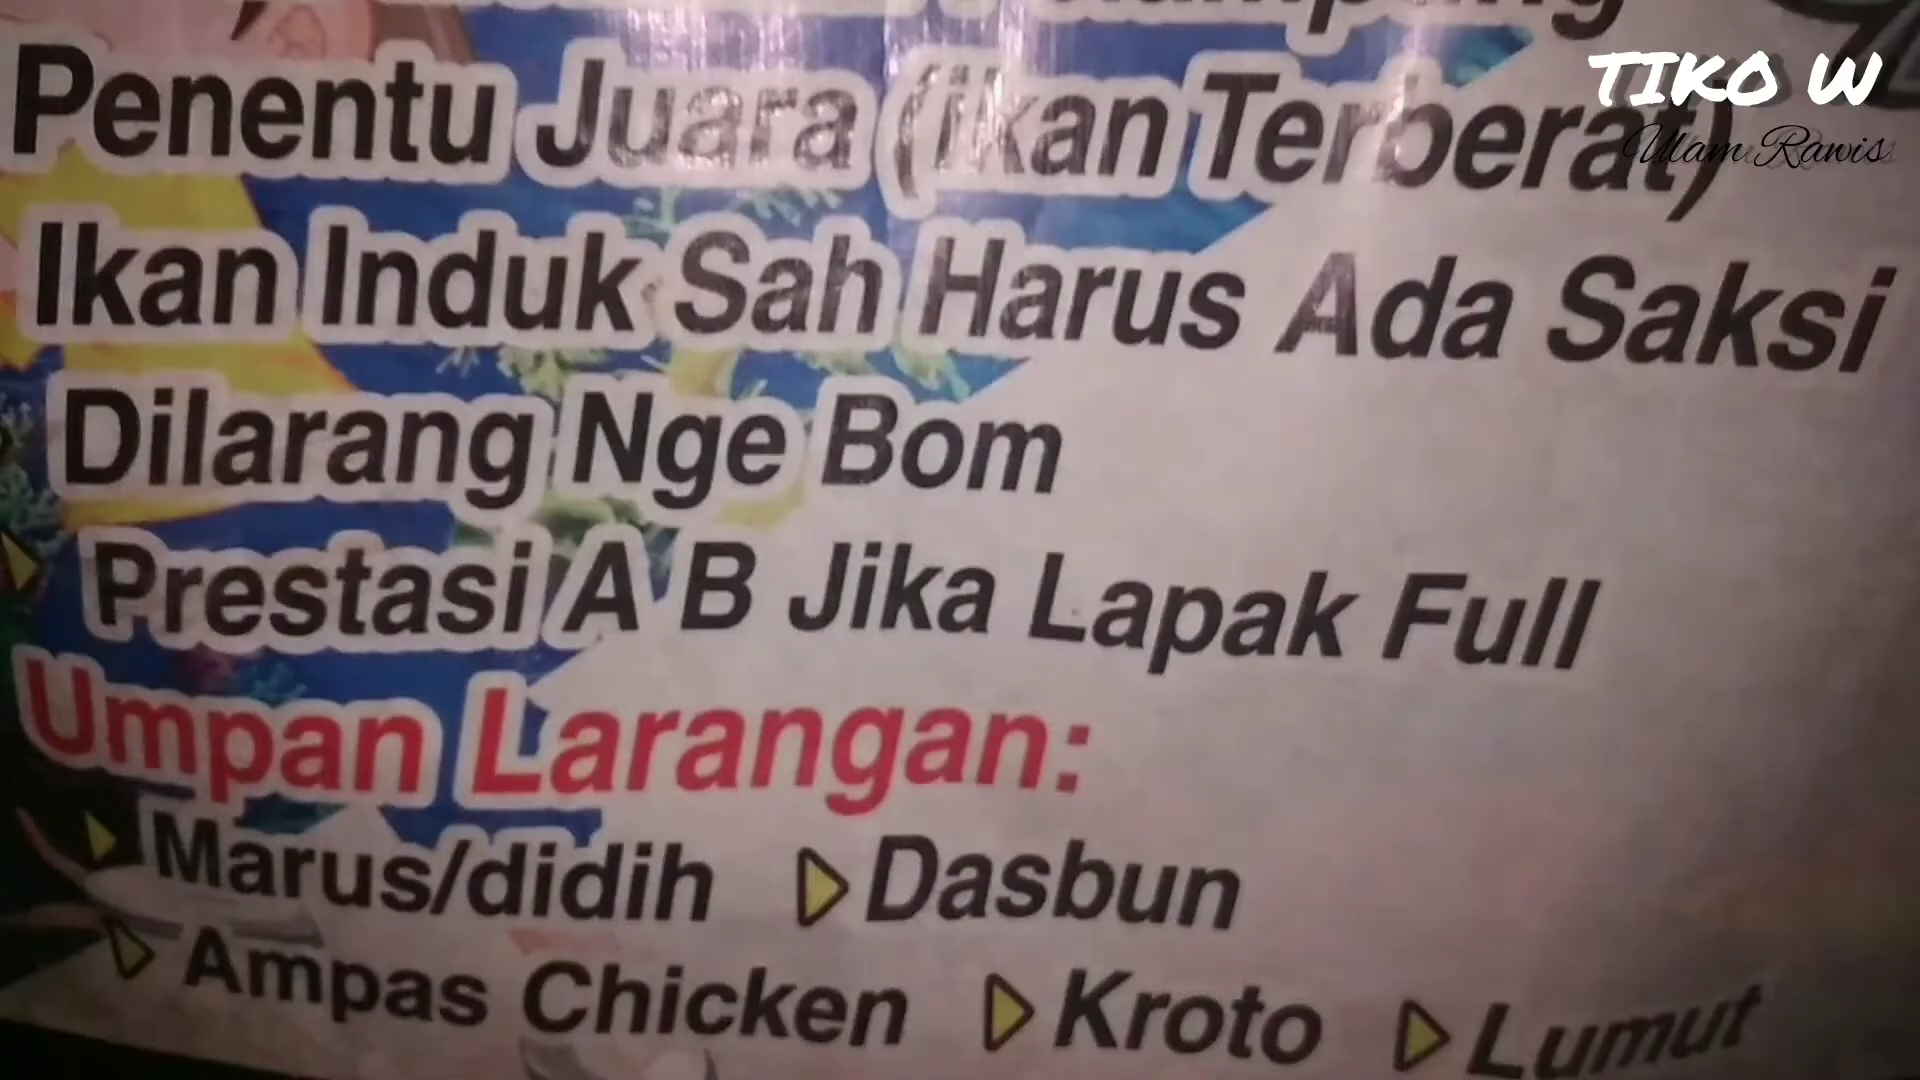 Penentu Juara (ikan Terberat)
Ikan Induk Sah Harus Ada Saksi
Dilarang Nge Bom
Prestasi A B Jika Lapak Full
Umpan Larangan:
Marus/didih Dasbun
Ampas Chicken Kroto Lumut
TIKO W
Ulam Rawis